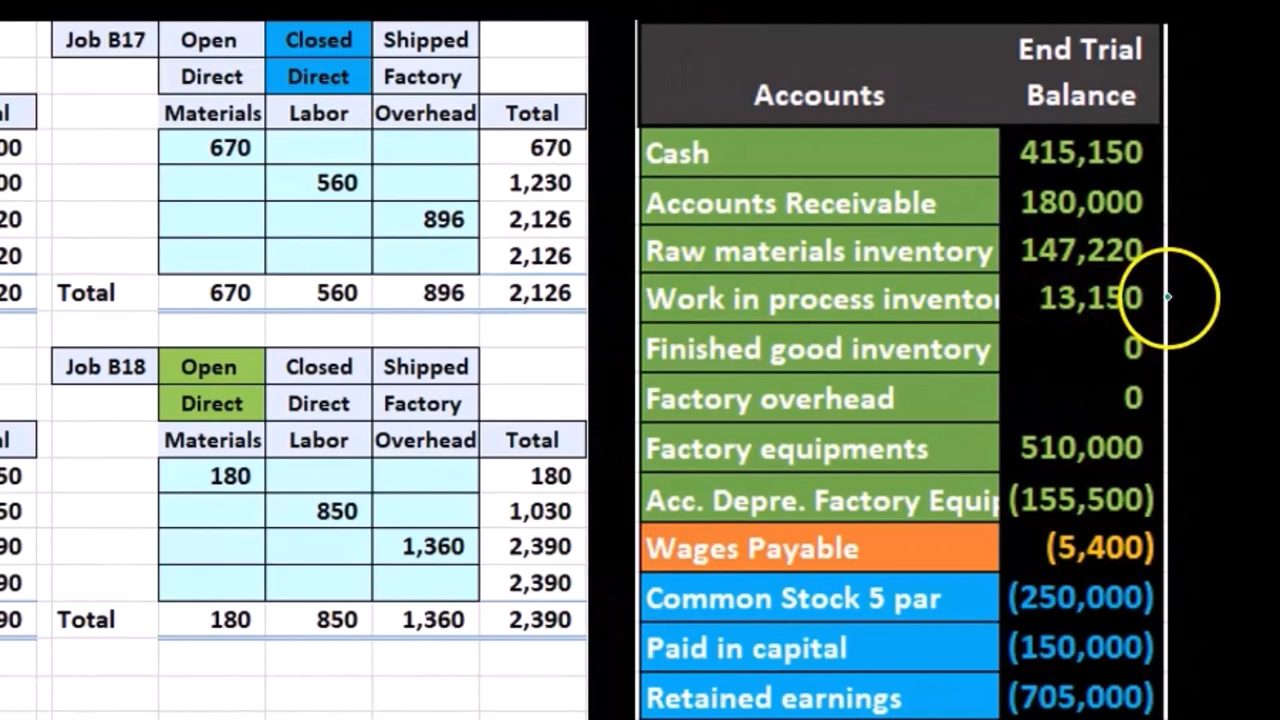 Job B17 Open Closed Shipped
Direct Direct Factory
Materials Labor Overhead Total
670 670
560 1,230
896 2,126
2,126
Total 670 560 896 2,126
Job B18 Open Closed Shipped
Direct Direct Factory
Materials Labor Overhead Total
180 180
850 1,030
1,360 2,390
2,390
Total 180 850 1,360 2,390
End Trial
Accounts Balance
Cash 415,150
Accounts Receivable 180,000
Raw materials inventory 147,220
Work in process inventor 13,150
Finished good inventory 0
Factory overhead 0
Factory equipments 510,000
Acc. Depre. Factory Equip (155,500)
Wages Payable (5,400)
Common Stock 5 par (250,000)
Paid in capital (150,000)
Retained earnings (705,000)